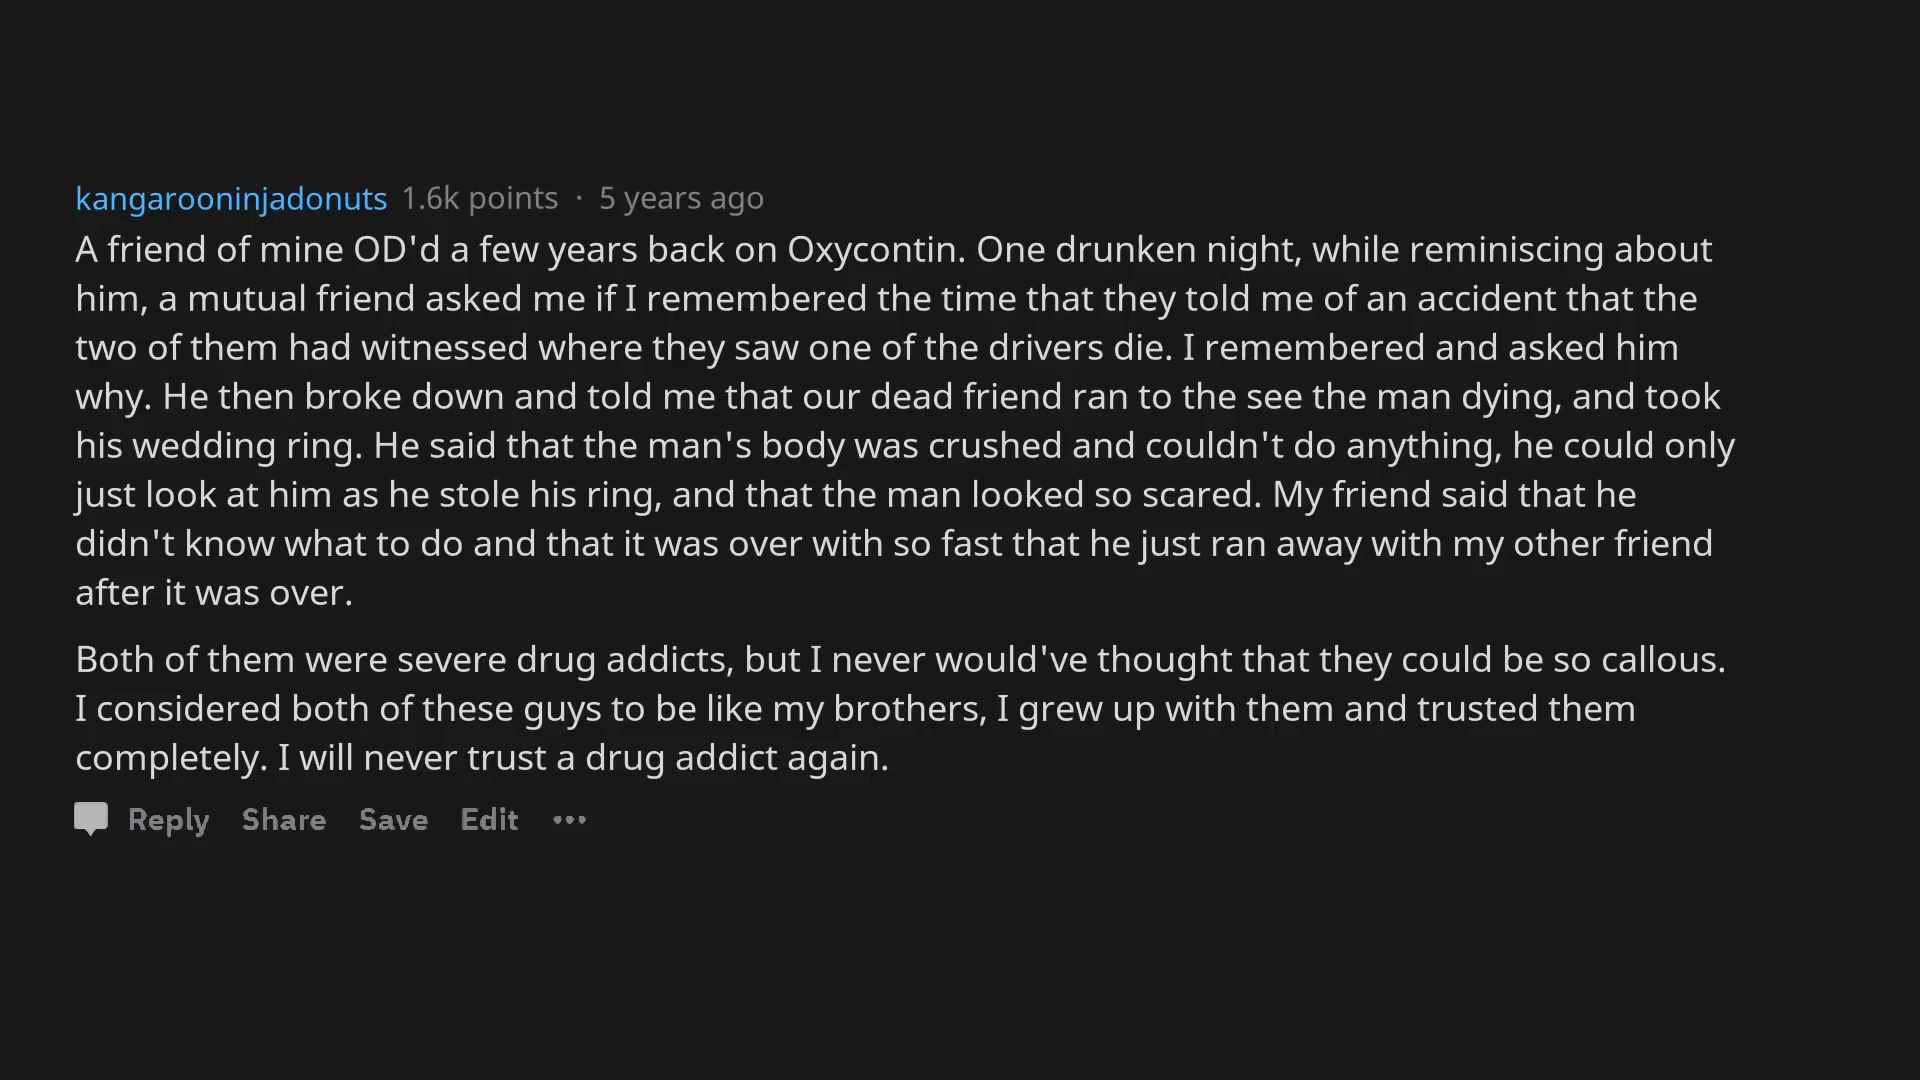 kangarooninjadonuts 1.6k points · 5 years ago
A friend of mine OD'd a few years back on Oxycontin. One drunken night, while reminiscing about
him, a mutual friend asked me if I remembered the time that they told me of an accident that the
two of them had witnessed where they saw one of the drivers die. I remembered and asked him
why. He then broke down and told me that our dead friend ran to the see the man dying, and took
his wedding ring. He said that the man's body was crushed and couldn't do anything, he could only
just look at him as he stole his ring, and that the man looked so scared. My friend said that he
didn't know what to do and that it was over with so fast that he just ran away with my other friend
after it was over.
Both of them were severe drug addicts, but I never would've thought that they could be so callous.
I considered both of these guys to be like my brothers, I grew up with them and trusted them
completely. I will never trust a drug addict again.
Reply Share Save Edit •••